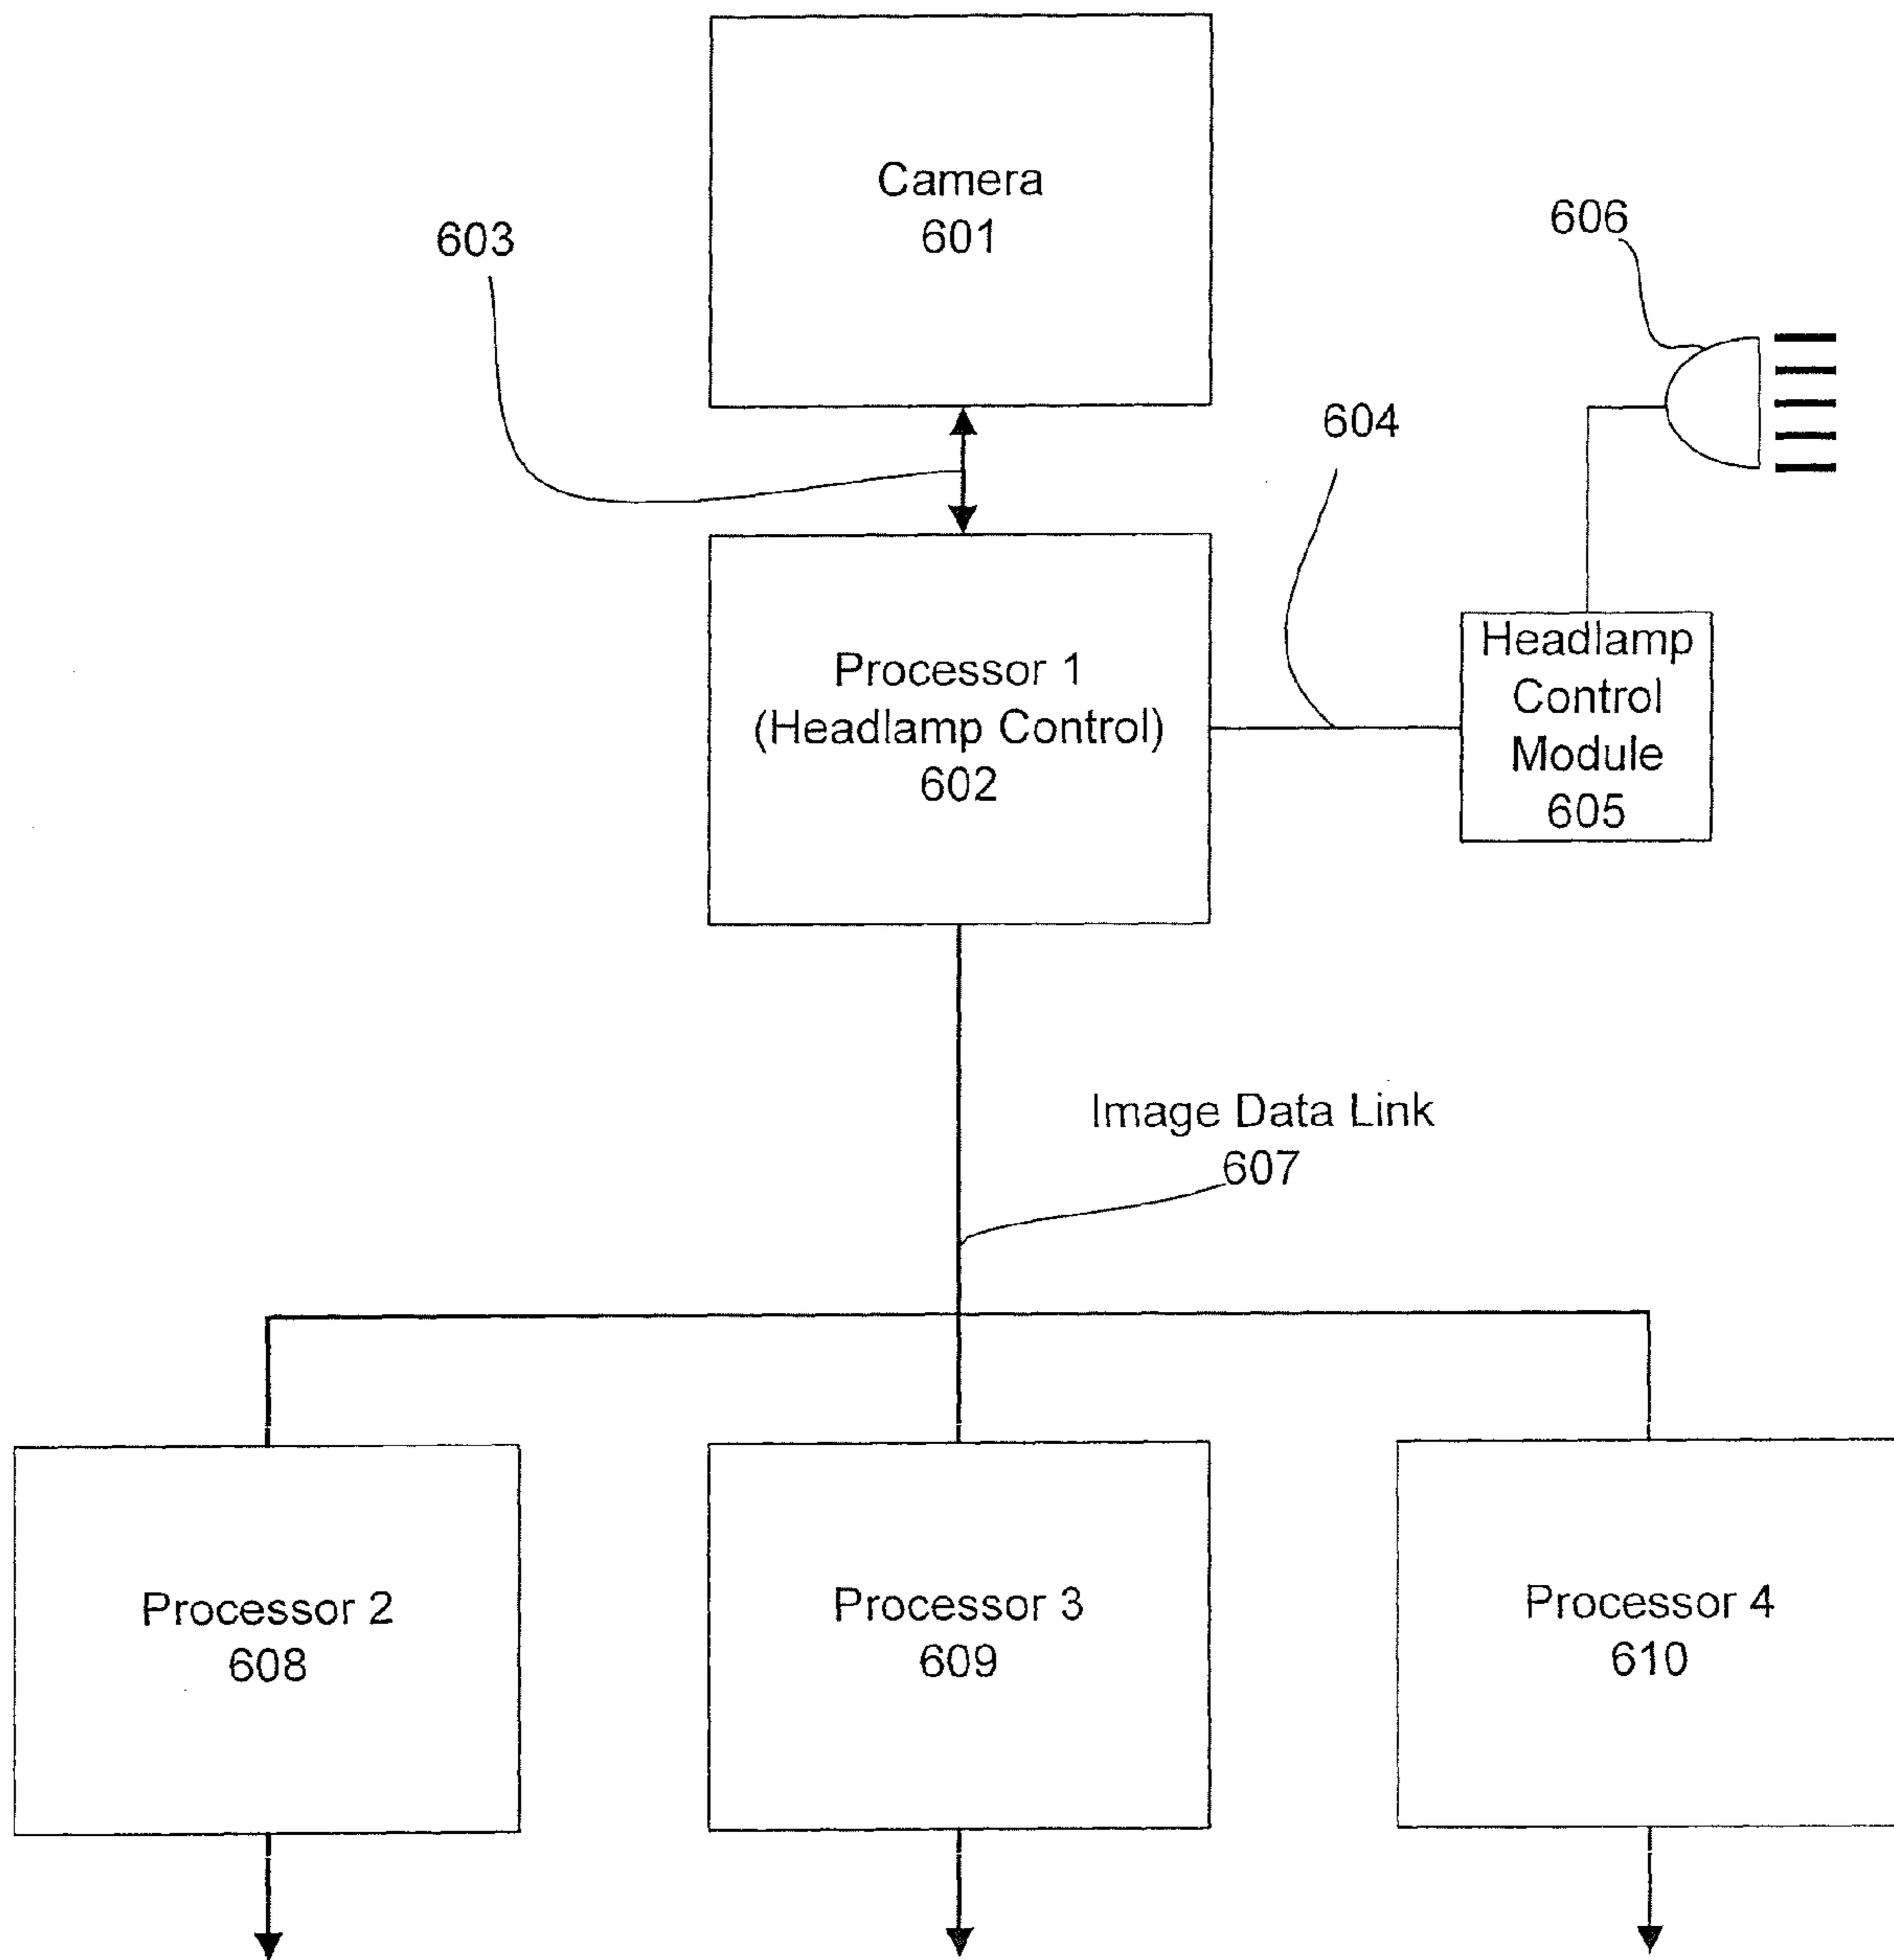 Camera
601
603
606
604
Processor 1
(Headlamp Control)
602
Headlamp
Control
Module
605
Image Data Link
607
Processor 2
608
Processor 3
609
Processor 4
610